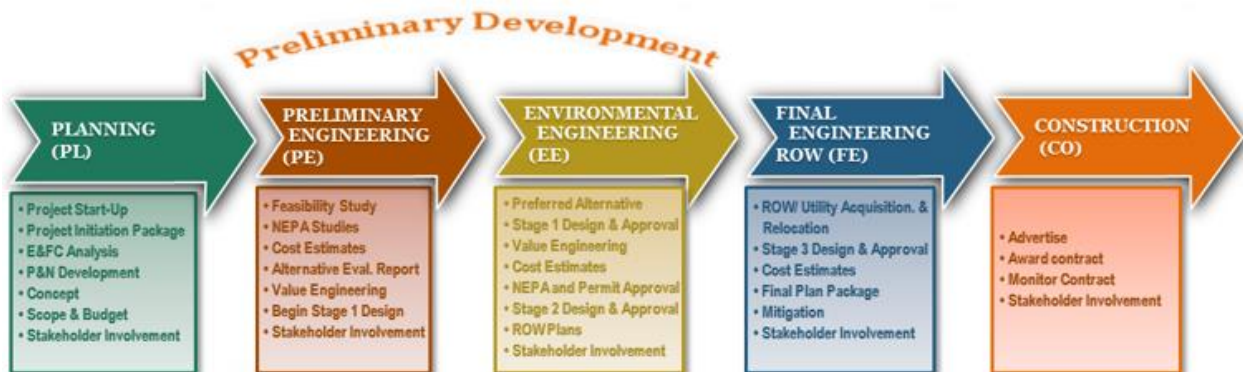 Preliminary Development
PLANNING
(PL)
• Project Start-Up
• Project Initiation Package
• E&FC Analysis
• P&N Development
• Concept
• Scope & Budget
• Stakeholder Involvement
PRELIMINARY
ENGINEERING
(PE)
• Feasibility Study
• NEPA Studies
• Cost Estimates
• Alternative Eval. Report
• Value Engineering
• Begin Stage 1 Design
• Stakeholder Involvement
ENVIRONMENTAL
ENGINEERING
(EE)
• Preferred Alternative
• Stage 1 Design & Approval
• Value Engineering
• Cost Estimates
• NEPA and Permit Approval
• Stage 2 Design & Approval
• ROW Plans
• Stakeholder Involvement
FINAL
ENGINEERING
ROW (FE)
• ROW/ Utility Acquisition. &
Relocation
• Stage 3 Design & Approval
• Cost Estimates
• Final Plan Package
• Mitigation
• Stakeholder Involvement
CONSTRUCTION
(CO)
• Advertise
• Award contract
• Monitor Contract
• Stakeholder Involvement